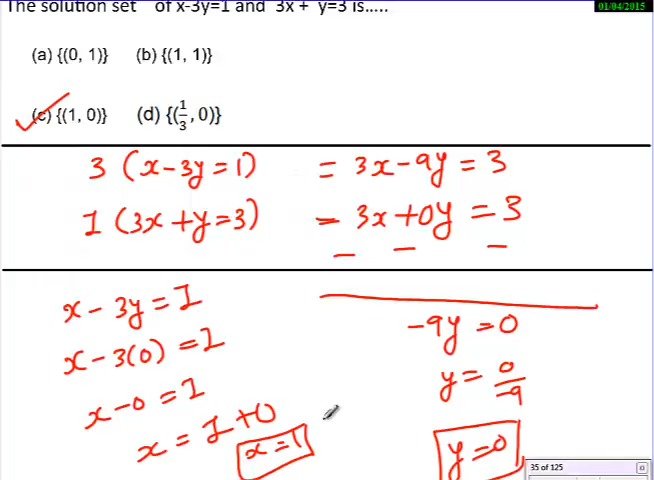 The solution set of x-3y=1 and 3x + y=3 is.....
01/04/2015
(a) {(0, 1)} (b) {(1, 1)}
(c) {(1, 0)} (d) {(1/3, 0)}
3 (x-3y=1) = 3x-9y=3
1 (3x+y=3) = 3x+0y=3
— — —
x-3y=1
x-3(0)=1
x-0=1
x=1+0
x=1
-9y=0
y=0/-9
y=0
35 of 125